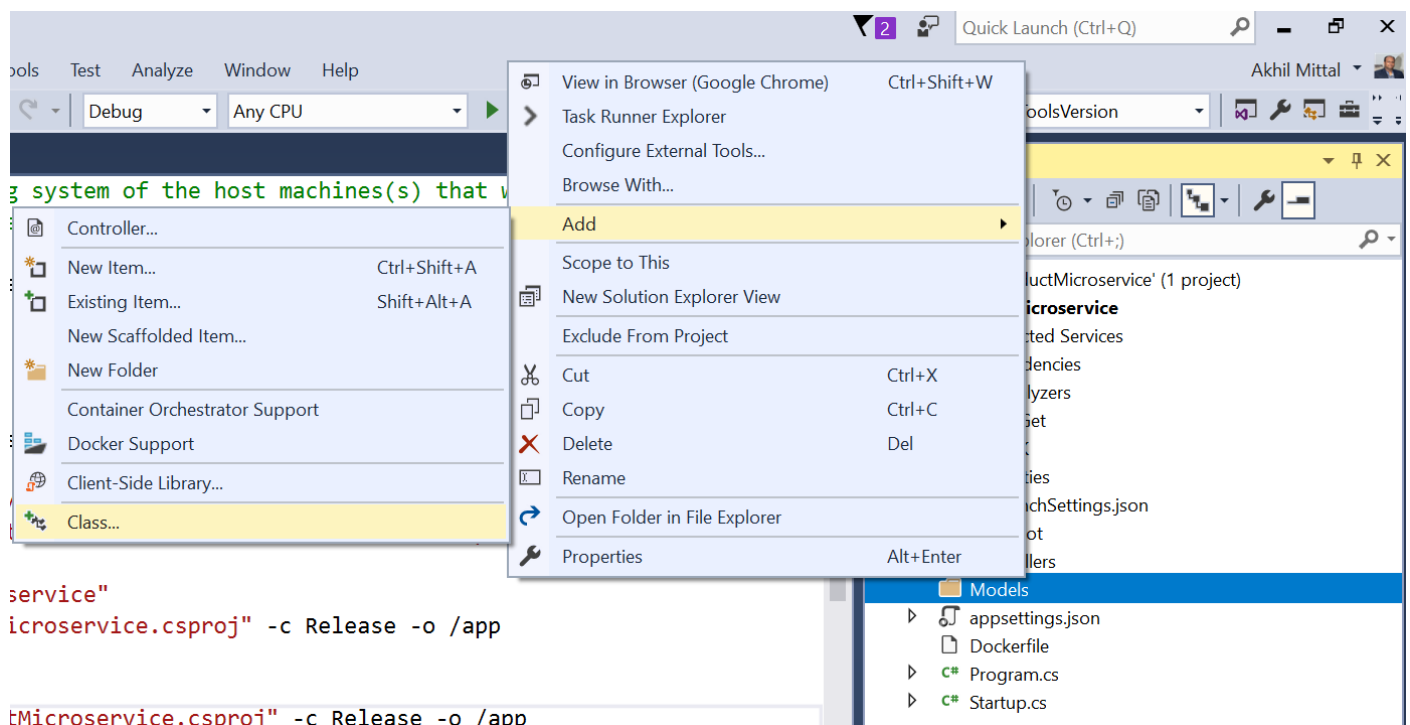 2
Quick Launch (Ctrl+Q)
ools Test Analyze Window Help
Akhil Mittal
Debug Any CPU
oolsVersion
g system of the host machines(s) that w
View in Browser (Google Chrome) Ctrl+Shift+W
Task Runner Explorer
Configure External Tools...
Browse With...
Add
Scope to This
New Solution Explorer View
Exclude From Project
Cut Ctrl+X
Copy Ctrl+C
Delete Del
Rename
Open Folder in File Explorer
Properties Alt+Enter
Controller...
New Item... Ctrl+Shift+A
Existing Item... Shift+Alt+A
New Scaffolded Item...
New Folder
Container Orchestrator Support
Docker Support
Client-Side Library...
Class...
service"
icroservice.csproj" -c Release -o /app
tMicroservice.csproj" -c Release -o /app
lorer (Ctrl+;)
uctMicroservice' (1 project)
icroservice
ted Services
dencies
lyzers
Get
ties
chSettings.json
ot
llers
Models
appsettings.json
Dockerfile
C# Program.cs
C# Startup.cs